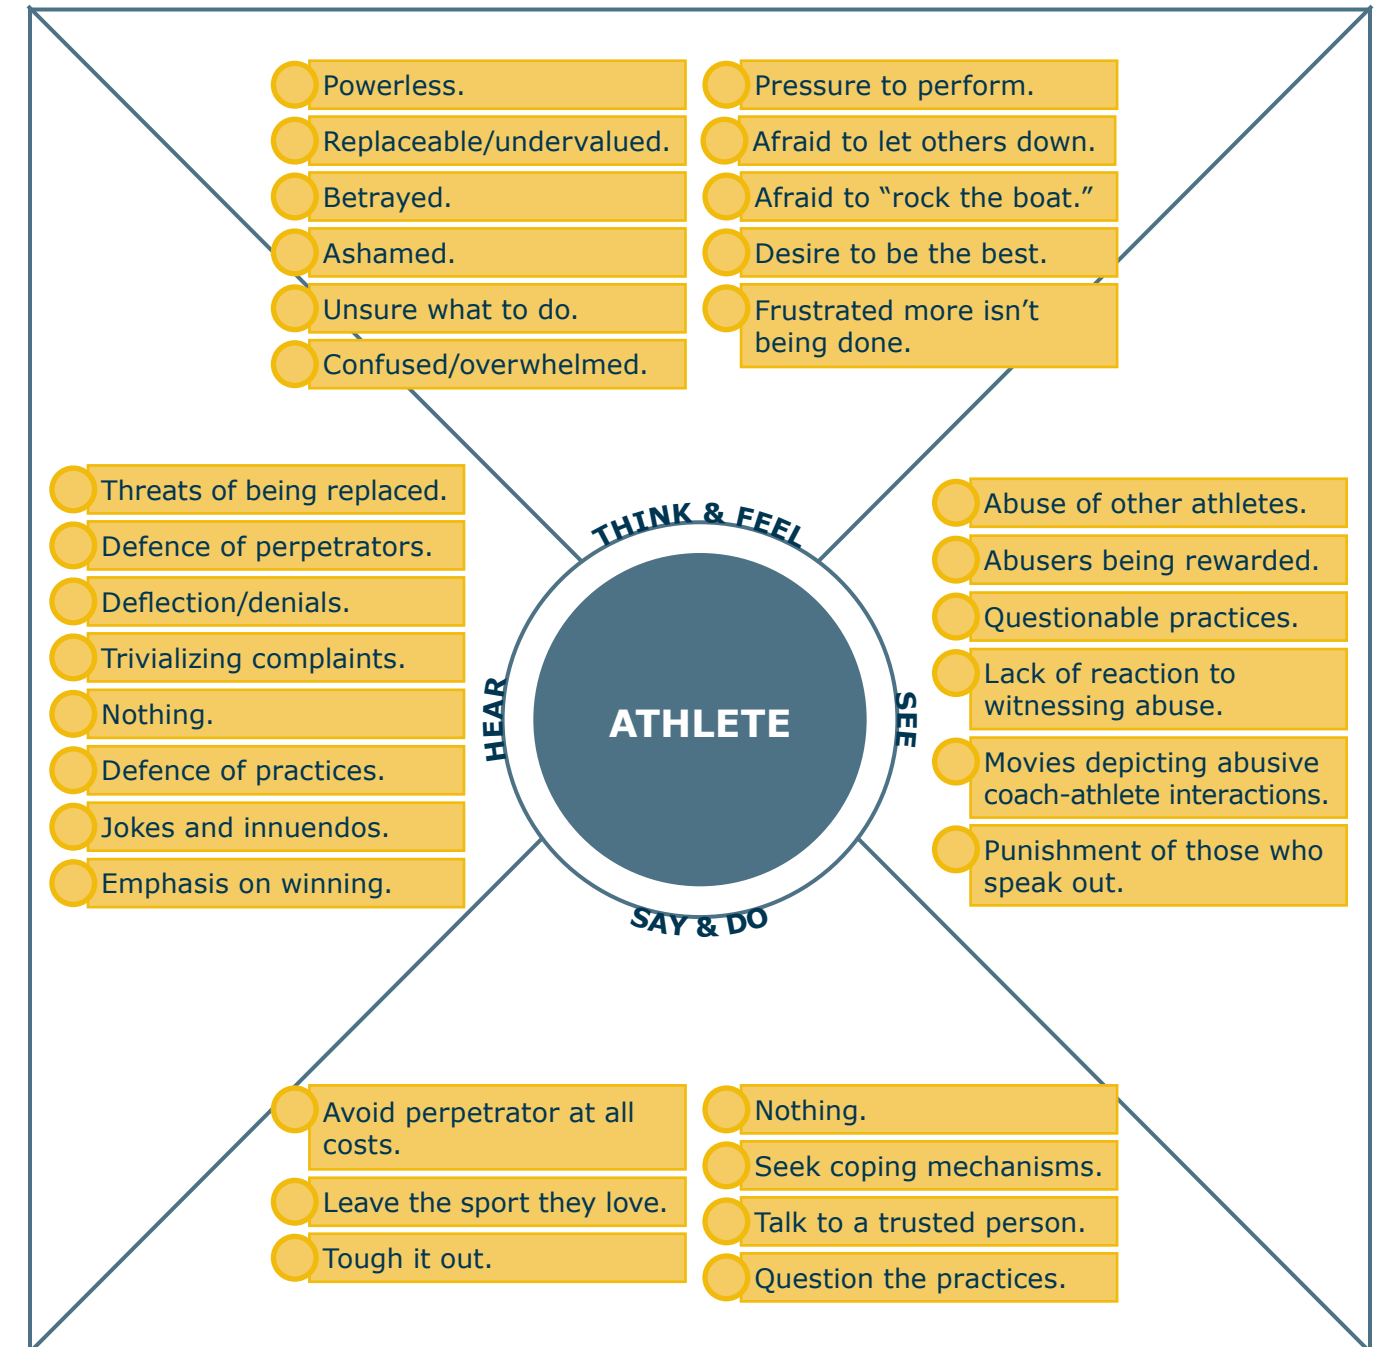 Powerless.
Replaceable/undervalued.
Betrayed.
Ashamed.
Unsure what to do.
Confused/overwhelmed.
Pressure to perform.
Afraid to let others down.
Afraid to “rock the boat.”
Desire to be the best.
Frustrated more isn’t
being done.
THINK & FEEL
Threats of being replaced.
Defence of perpetrators.
Deflection/denials.
Trivializing complaints.
Nothing.
Defence of practices.
Jokes and innuendos.
Emphasis on winning.
HEAR
ATHLETE
SEE
Abuse of other athletes.
Abusers being rewarded.
Questionable practices.
Lack of reaction to
witnessing abuse.
Movies depicting abusive
coach-athlete interactions.
Punishment of those who
speak out.
SAY & DO
Avoid perpetrator at all
costs.
Leave the sport they love.
Tough it out.
Nothing.
Seek coping mechanisms.
Talk to a trusted person.
Question the practices.